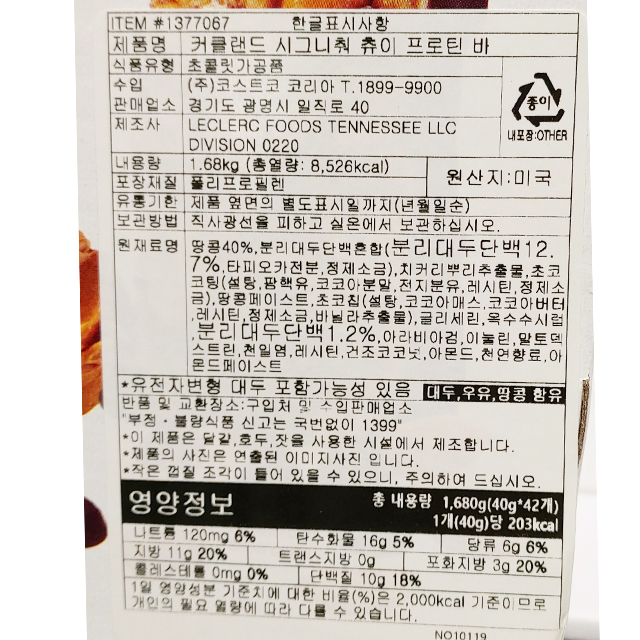 ITEM #1377067 한글표시사항
제품명 커클랜드 시그니춰 츄이 프로틴 바
식품유형 초콜릿가공품
수입 (주)코스트코 코리아 T.1899-9900
판매업소 경기도 광명시 일직로 40
종이
내포장:OTHER
제조사 LECLERC FOODS TENNESSEE LLC
DIVISION 0220
내용량 1.68kg (총열량: 8,526kcal)
포장재질 폴리프로필렌
원산지:미국
유통기한 제품 옆면의 별도표시일까지(년월일순)
보관방법 직사광선을 피하고 실온에서 보관하십시오.
원재료명 땅콩40%,분리대두단백혼합(분리대두단백12.
7%,타피오카전분,정제소금),치커리뿌리추출물,초코
코팅(설탕,팜핵유,코코아분말,전지분유,레시틴,정제소
금),땅콩페이스트,초코칩(설탕,코코아매스,코코아버터
,레시틴,정제소금,바닐라추출물),글리세린,옥수수시럽
,분리대두단백1.2%,아라비아검,이눌린,말토덱
스트린,천일염,레시틴,건조코코넛,아몬드,천연향료,아
몬드페이스트
*유전자변형 대두 포함가능성 있음 대두,우유,땅콩 함유
반품 및 교환장소:구입처 및 수입판매업소
"부정·불량식품 신고는 국번없이 1399"
*이 제품은 달걀,호두,잣을 사용한 시설에서 제조합니다.
*제품의 사진은 연출된 이미지사진 입니다.
*작은 껍질 조각이 들어 있을 수 있으니, 주의하여 드십시오.
영양정보 총 내용량 1,680g(40g*42개)
1개(40g)당 203kcal
나트륨 120mg 6% 탄수화물 16g 5% 당류 6g 6%
지방 11g 20% 트랜스지방 0g 포화지방 3g 20%
콜레스테롤 0mg 0% 단백질 10g 18%
1일 영양성분 기준치에 대한 비율(%)은 2,000kcal 기준이므로
개인의 필요 열량에 따라 다를 수 있습니다.
NO10119